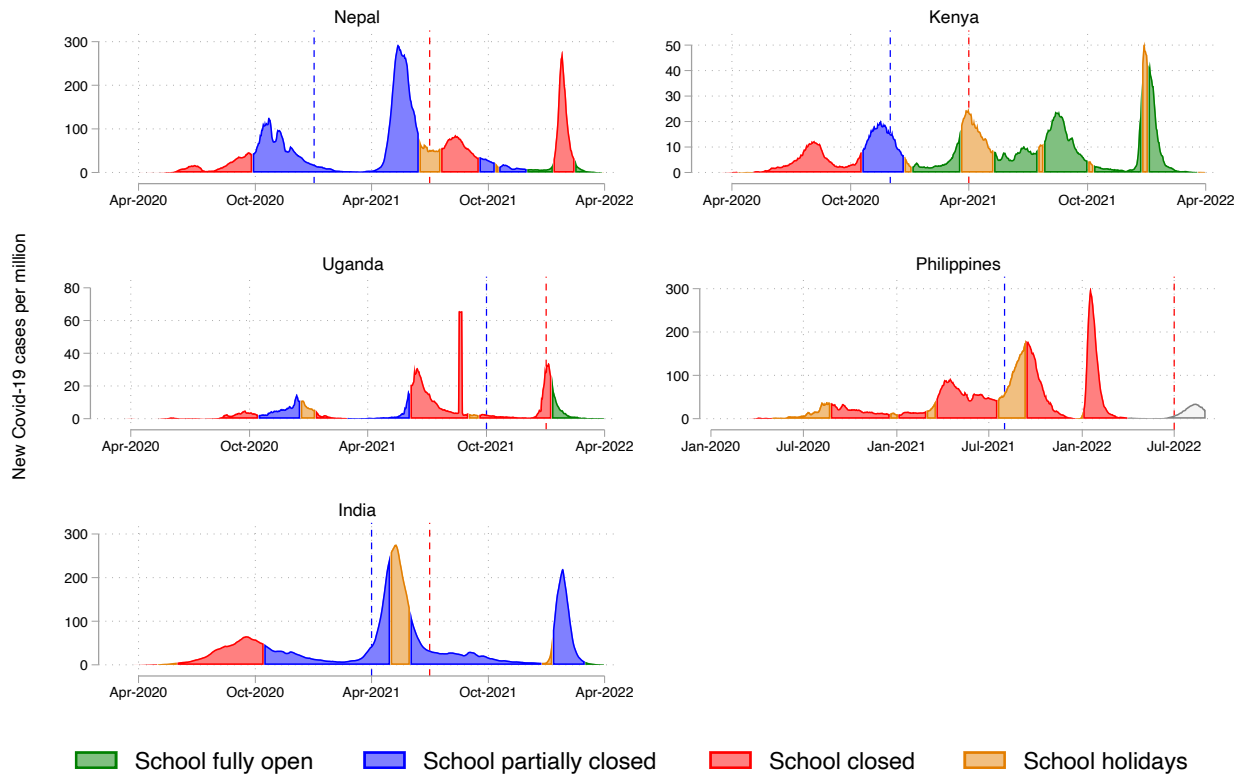 Nepal
300
200
100
0
Apr-2020 Oct-2020 Apr-2021 Oct-2021 Apr-2022
Kenya
50
40
30
20
10
0
Apr-2020 Oct-2020 Apr-2021 Oct-2021 Apr-2022
New Covid-19 cases per million
Uganda
80
60
40
20
0
Apr-2020 Oct-2020 Apr-2021 Oct-2021 Apr-2022
Philippines
300
200
100
0
Jan-2020 Jul-2020 Jan-2021 Jul-2021 Jan-2022 Jul-2022
India
300
200
100
0
Apr-2020 Oct-2020 Apr-2021 Oct-2021 Apr-2022
School fully open School partially closed School closed School holidays